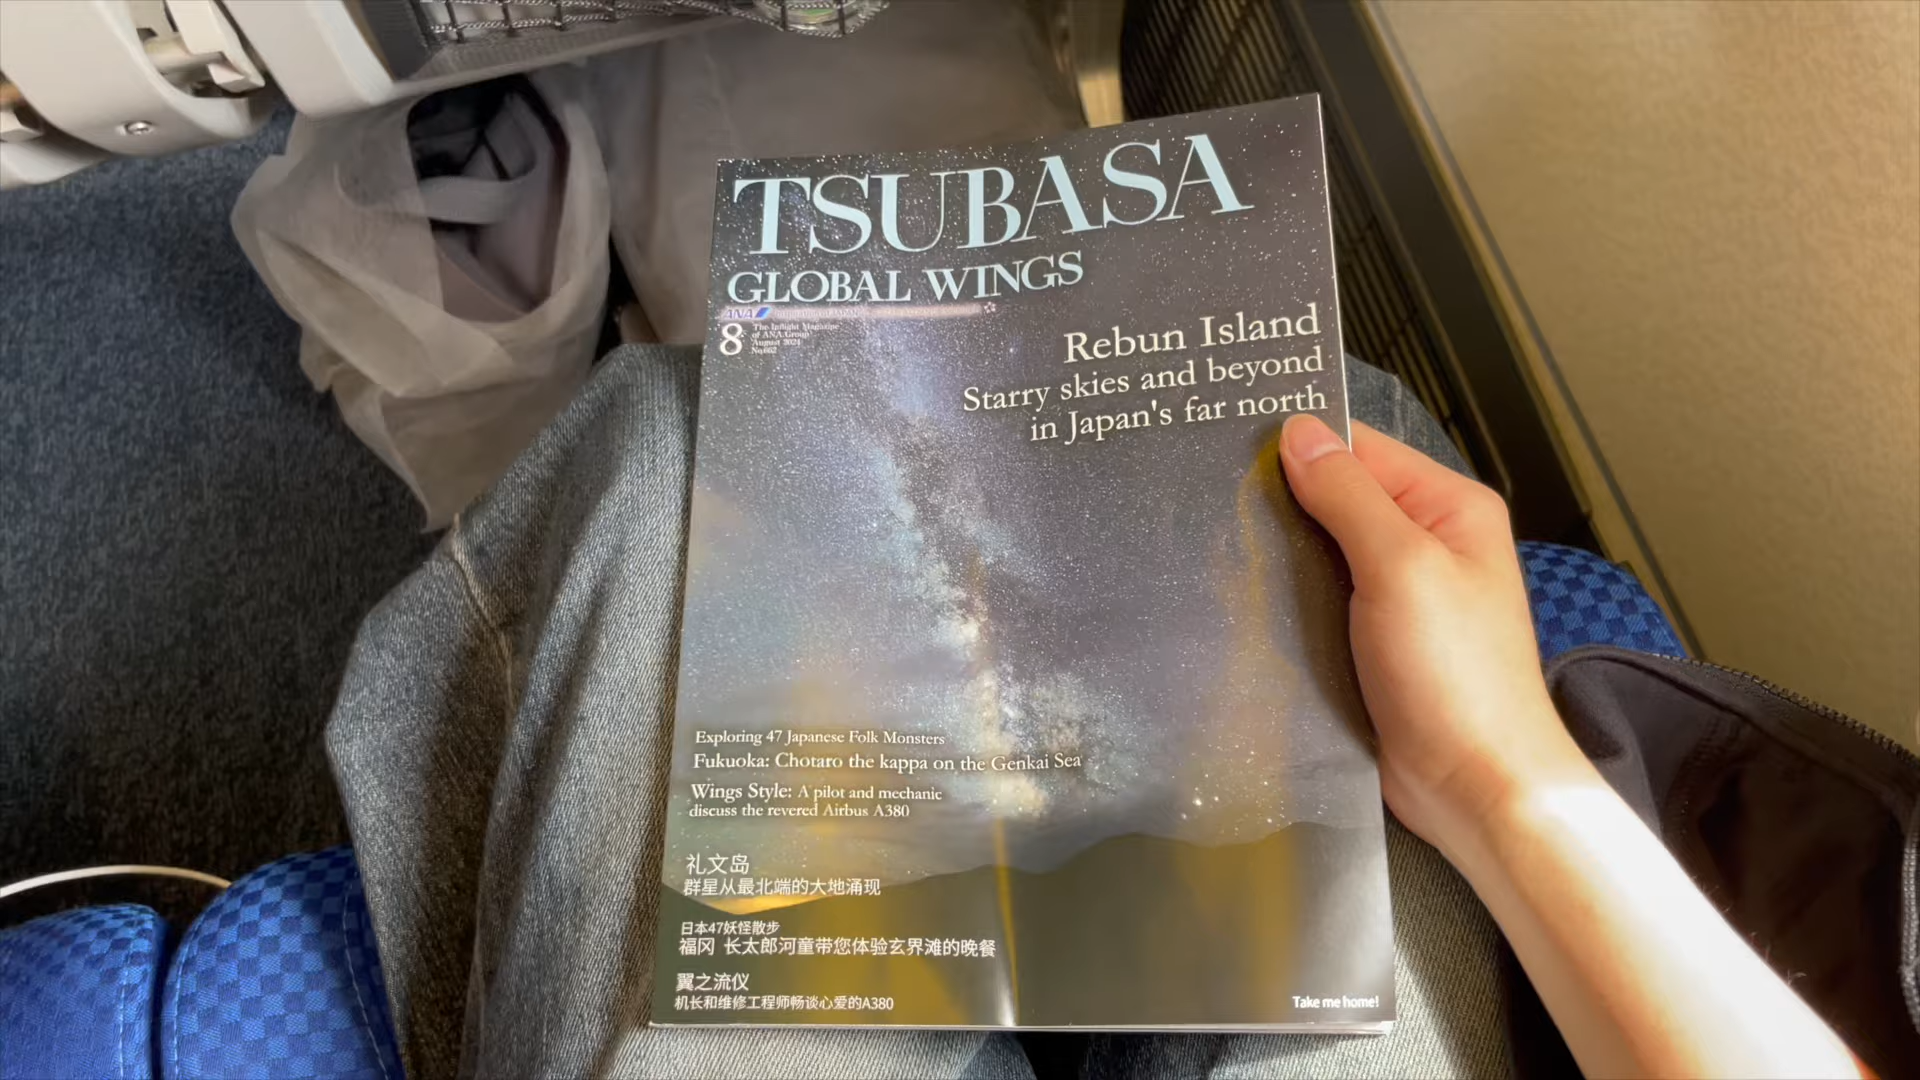 TSUBASA
GLOBAL WINGS
ANA
8
The Inflight Magazine
of ANA Group
August 2024
No.662
Rebun Island
Starry skies and beyond
in Japan's far north
Exploring 47 Japanese Folk Monsters
Fukuoka: Chotaro the kappa on the Genkai Sea
Wings Style: A pilot and mechanic
discuss the revered Airbus A380
礼文岛
群星从最北端的大地涌现
日本47妖怪散步
福冈 长太郎河童带您体验玄界滩的晚餐
翼之流仪
机长和维修工程师畅谈心爱的A380
Take me home!